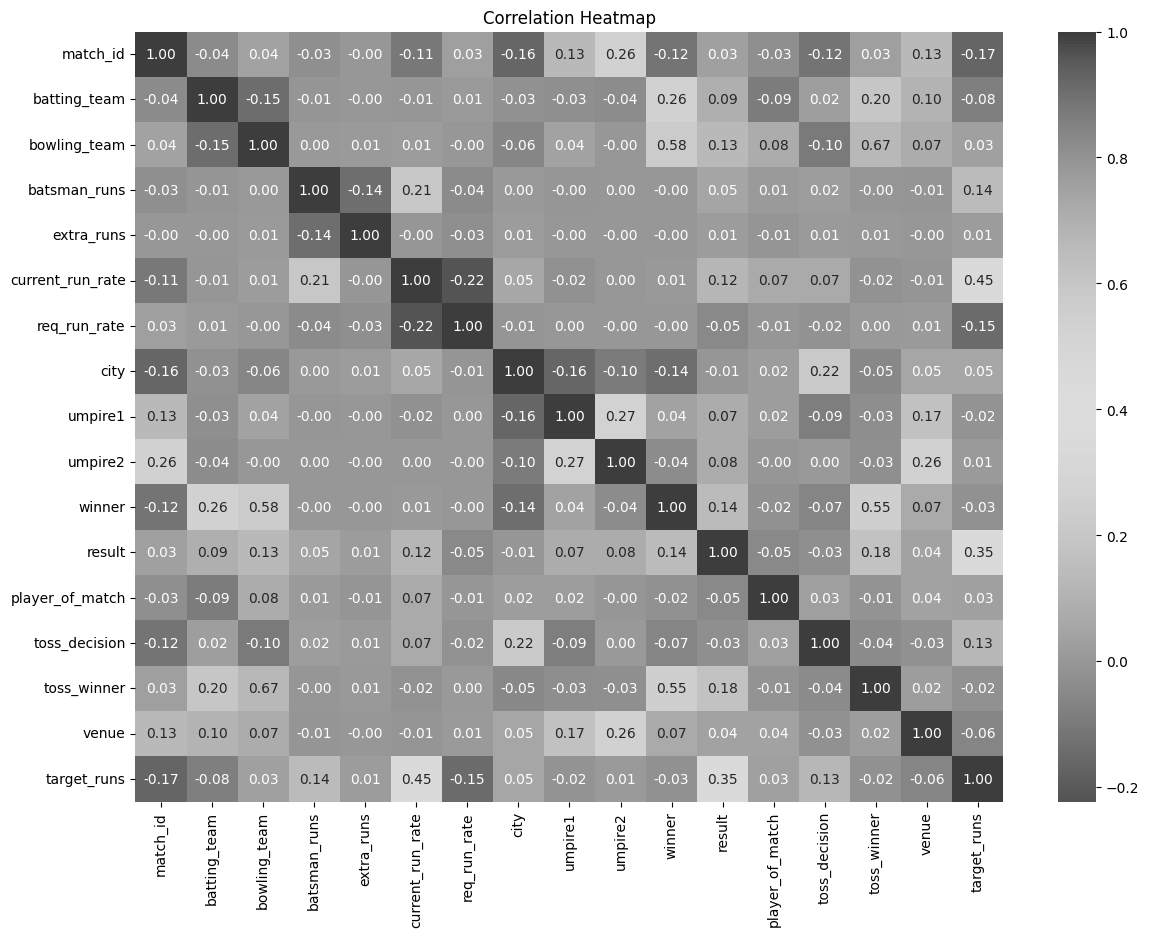 Correlation Heatmap
match_id 1.00 -0.04 0.04 -0.03 -0.00 -0.11 0.03 -0.16 0.13 0.26 -0.12 0.03 -0.03 -0.12 0.03 0.13 -0.17
batting_team -0.04 1.00 -0.15 -0.01 -0.00 -0.01 0.01 -0.03 -0.03 -0.04 0.26 0.09 -0.09 0.02 0.20 0.10 -0.08
bowling_team 0.04 -0.15 1.00 0.00 0.01 0.01 -0.00 -0.06 0.04 -0.00 0.58 0.13 0.08 -0.10 0.67 0.07 0.03
batsman_runs -0.03 -0.01 0.00 1.00 -0.14 0.21 -0.04 0.00 -0.00 0.00 -0.00 0.05 0.01 0.02 -0.00 -0.01 0.14
extra_runs -0.00 -0.00 0.01 -0.14 1.00 -0.00 -0.03 0.01 -0.00 -0.00 -0.00 0.01 -0.01 0.01 0.01 -0.00 0.01
current_run_rate -0.11 -0.01 0.01 0.21 -0.00 1.00 -0.22 0.05 -0.02 0.00 0.01 0.12 0.07 0.07 -0.02 -0.01 0.45
req_run_rate 0.03 0.01 -0.00 -0.04 -0.03 -0.22 1.00 -0.01 0.00 -0.00 -0.00 -0.05 -0.01 -0.02 0.00 0.01 -0.15
city -0.16 -0.03 -0.06 0.00 0.01 0.05 -0.01 1.00 -0.16 -0.10 -0.14 -0.01 0.02 0.22 -0.05 0.05 0.05
umpire1 0.13 -0.03 0.04 -0.00 -0.00 -0.02 0.00 -0.16 1.00 0.27 0.04 0.07 0.02 -0.09 -0.03 0.17 -0.02
umpire2 0.26 -0.04 -0.00 0.00 -0.00 0.00 -0.00 -0.10 0.27 1.00 -0.04 0.08 -0.00 0.00 -0.03 0.26 0.01
winner -0.12 0.26 0.58 -0.00 -0.00 0.01 -0.00 -0.14 0.04 -0.04 1.00 0.14 -0.02 -0.07 0.55 0.07 -0.03
result 0.03 0.09 0.13 0.05 0.01 0.12 -0.05 -0.01 0.07 0.08 0.14 1.00 -0.05 -0.03 0.18 0.04 0.35
player_of_match -0.03 -0.09 0.08 0.01 -0.01 0.07 -0.01 0.02 0.02 -0.00 -0.02 -0.05 1.00 0.03 -0.01 0.04 0.03
toss_decision -0.12 0.02 -0.10 0.02 0.01 0.07 -0.02 0.22 -0.09 0.00 -0.07 -0.03 0.03 1.00 -0.04 -0.03 0.13
toss_winner 0.03 0.20 0.67 -0.00 0.01 -0.02 0.00 -0.05 -0.03 -0.03 0.55 0.18 -0.01 -0.04 1.00 0.02 -0.02
venue 0.13 0.10 0.07 -0.01 -0.00 -0.01 0.01 0.05 0.17 0.26 0.07 0.04 0.04 -0.03 0.02 1.00 -0.06
target_runs -0.17 -0.08 0.03 0.14 0.01 0.45 -0.15 0.05 -0.02 0.01 -0.03 0.35 0.03 0.13 -0.02 -0.06 1.00
match_id batting_team bowling_team batsman_runs extra_runs current_run_rate req_run_rate city umpire1 umpire2 winner result player_of_match toss_decision toss_winner venue target_runs
1.0
0.8
0.6
0.4
0.2
0.0
−0.2